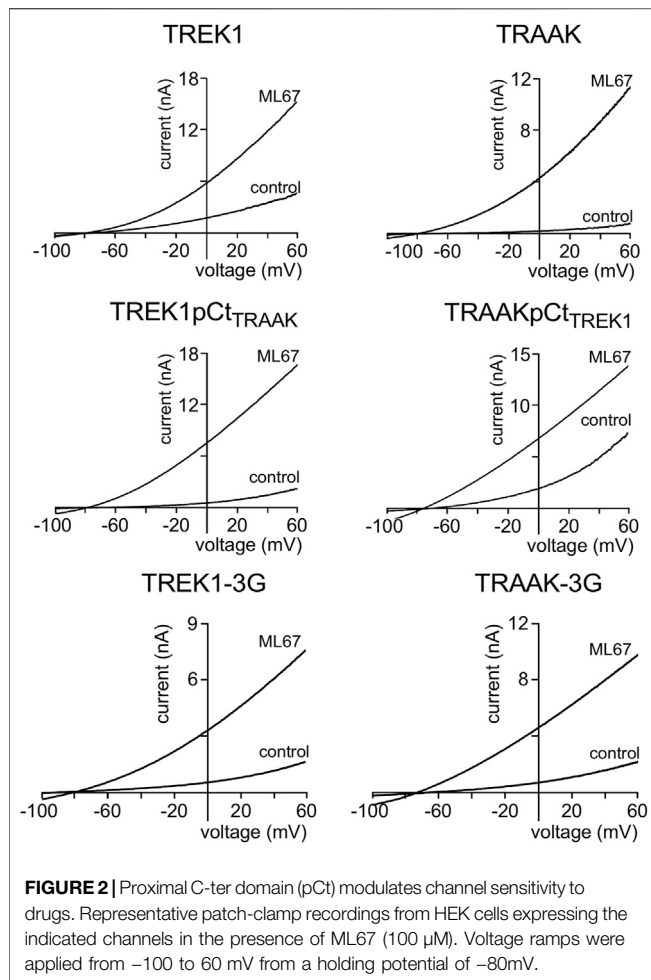 TREK1
TRAAK
current (nA)
18
12
ML67
control
-100
-60
-20
20
60
voltage (mV)
current (nA)
12
8
ML67
control
-100
-60
-20
20
60
voltage (mV)
TREK1pCtTRAAK
TRAAKpCtTREK1
current (nA)
18
12
ML67
control
-100
-60
-20
20
60
voltage (mV)
current (nA)
15
10
ML67
control
-100
-60
-20
20
60
voltage (mV)
TREK1-3G
TRAAK-3G
current (nA)
9
6
ML67
control
-100
-60
-20
20
60
voltage (mV)
current (nA)
12
8
ML67
control
-100
-60
-20
20
60
voltage (mV)
FIGURE 2 | Proximal C-ter domain (pCt) modulates channel sensitivity to
drugs. Representative patch-clamp recordings from HEK cells expressing the
indicated channels in the presence of ML67 (100 µM). Voltage ramps were
applied from −100 to 60 mV from a holding potential of −80mV.